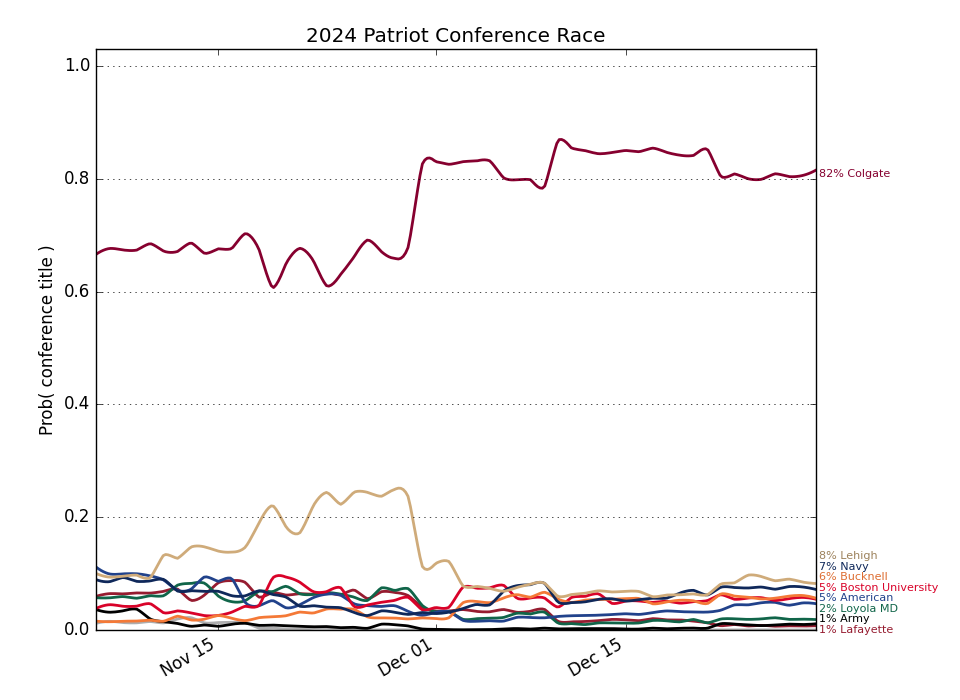 2024 Patriot Conference Race
Prob( conference title )
1.0
0.8
0.6
0.4
0.2
0.0
Nov 15
Dec 01
Dec 15
82% Colgate
8% Lehigh
7% Navy
6% Bucknell
5% Boston University
5% American
2% Loyola MD
1% Army
1% Lafayette